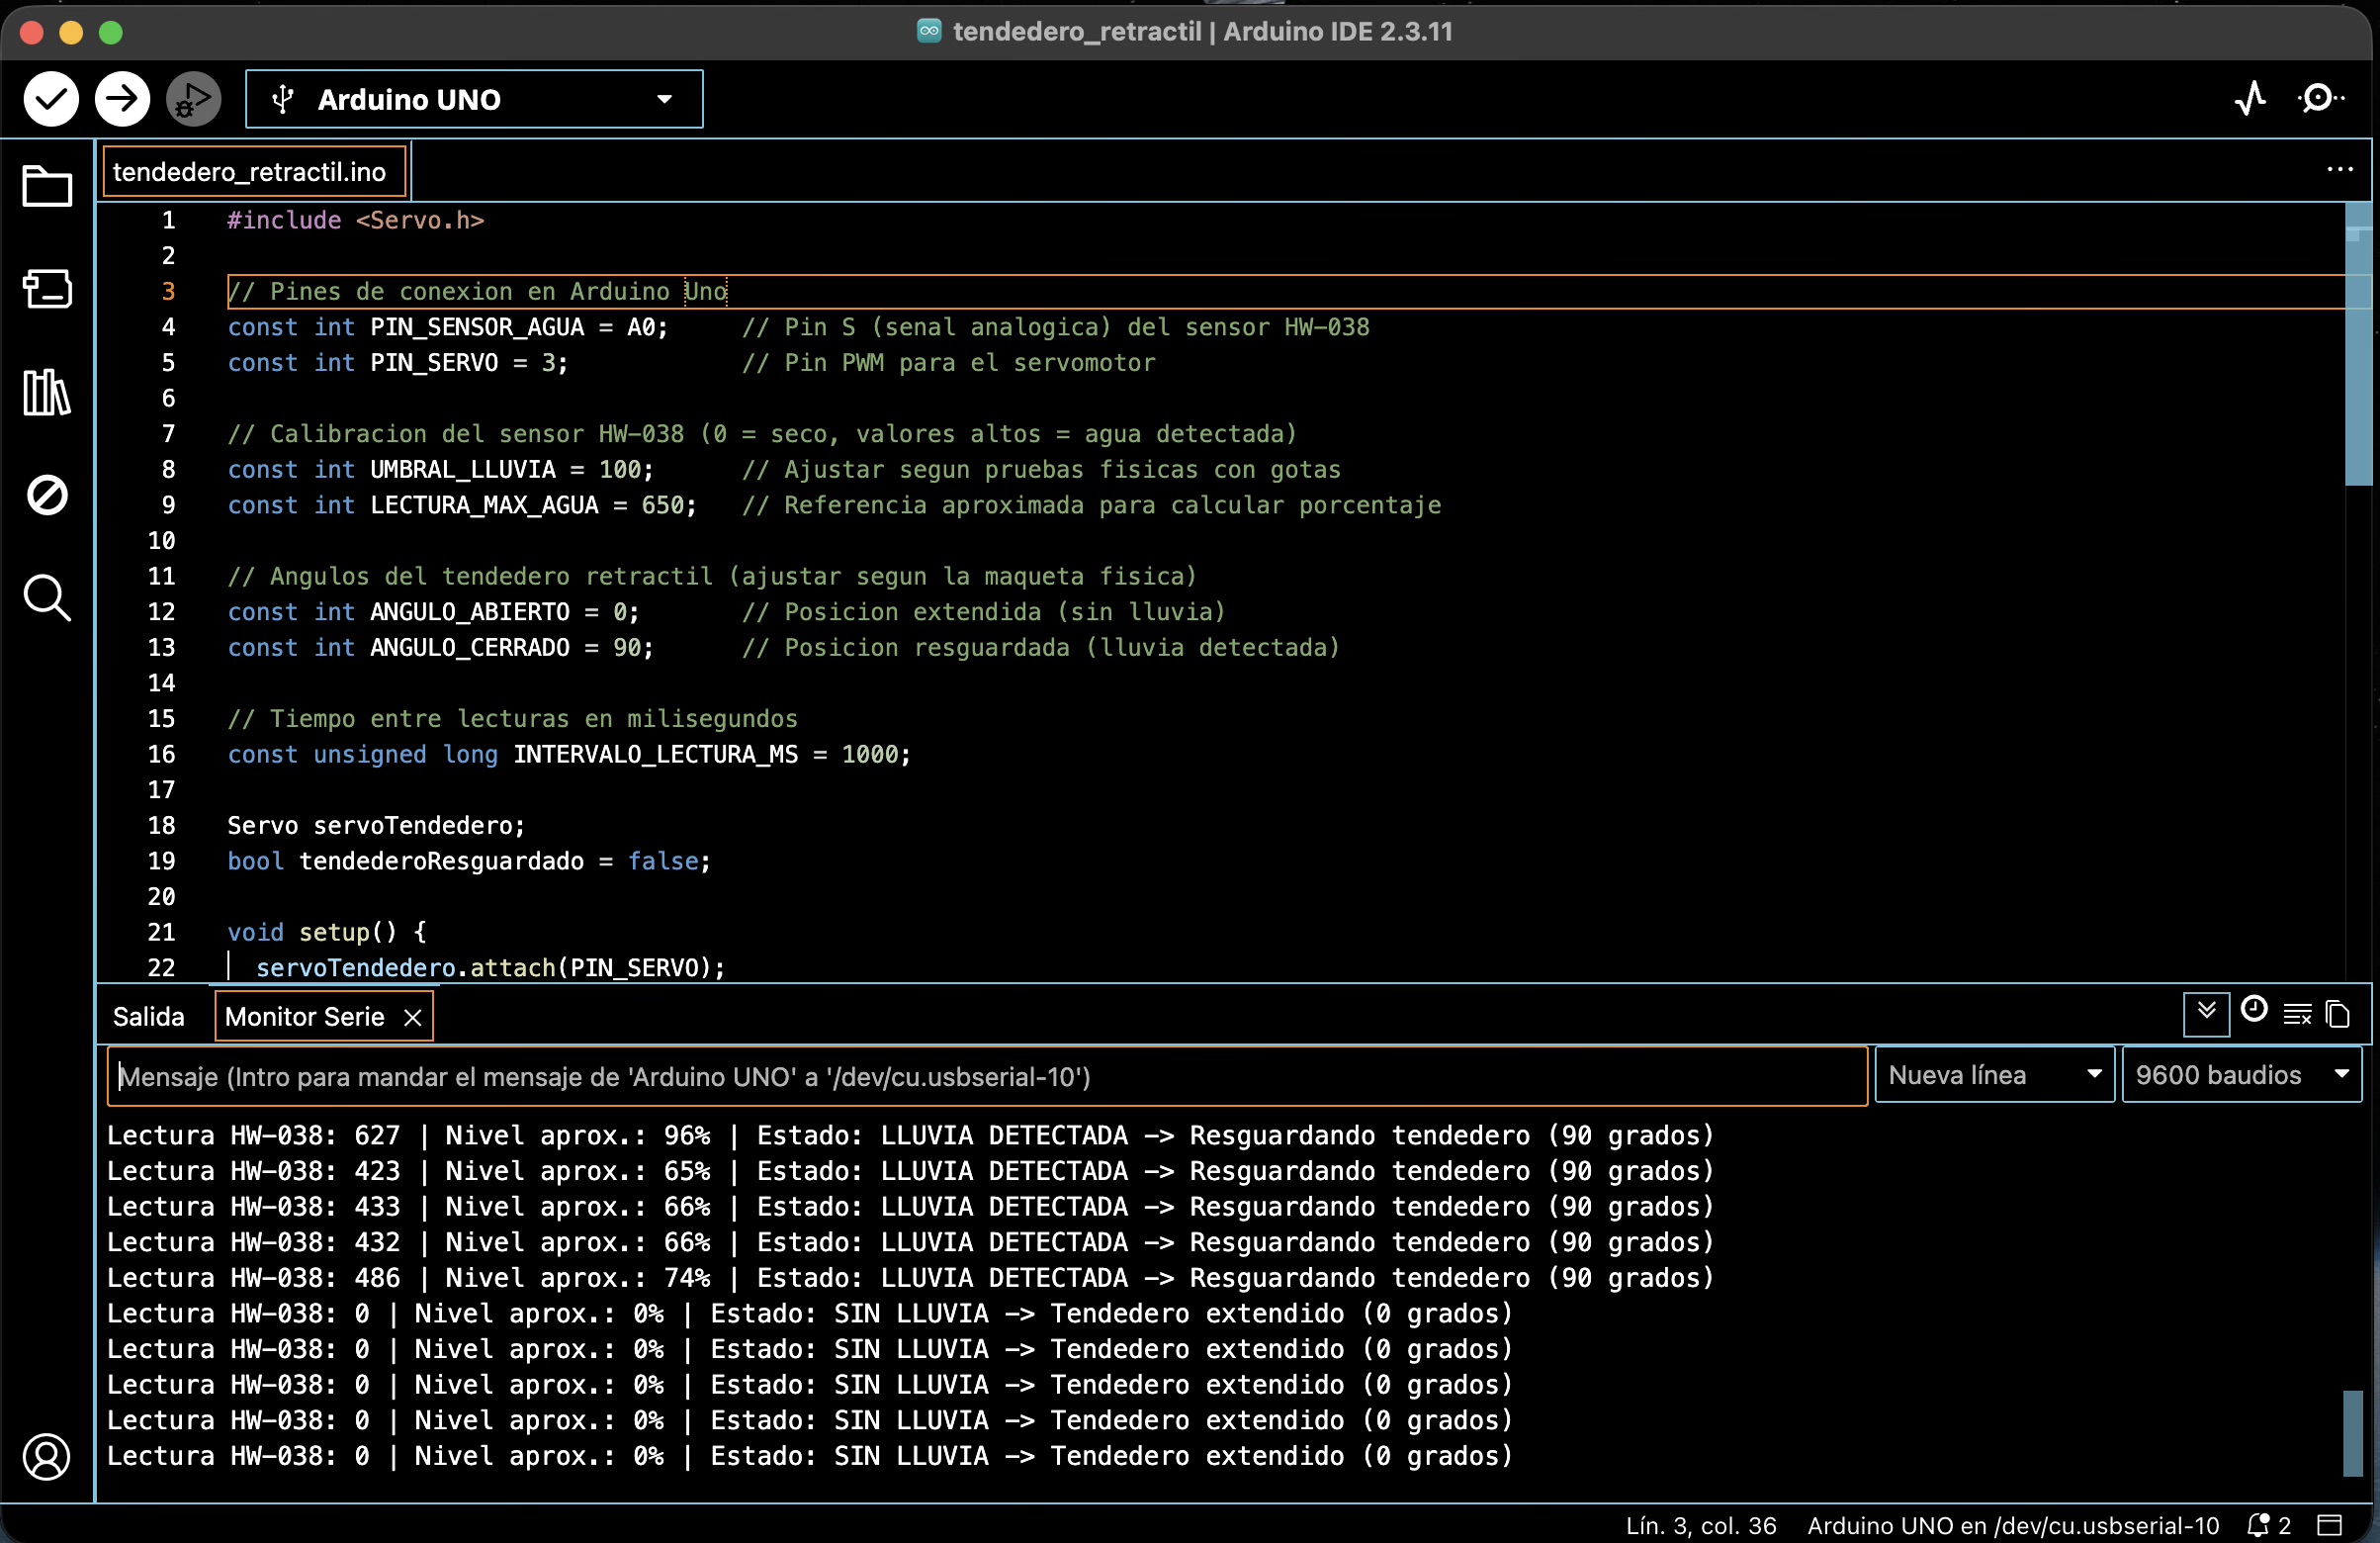 tendedero_retractil | Arduino IDE 2.3.11
Arduino UNO
tendedero_retractil.ino
1 #include <Servo.h>
2
3 // Pines de conexion en Arduino Uno
4 const int PIN_SENSOR_AGUA = A0; // Pin S (senal analogica) del sensor HW-038
5 const int PIN_SERVO = 3; // Pin PWM para el servomotor
6
7 // Calibracion del sensor HW-038 (0 = seco, valores altos = agua detectada)
8 const int UMBRAL_LLUVIA = 100; // Ajustar segun pruebas fisicas con gotas
9 const int LECTURA_MAX_AGUA = 650; // Referencia aproximada para calcular porcentaje
10
11 // Angulos del tendedero retractil (ajustar segun la maqueta fisica)
12 const int ANGULO_ABIERTO = 0; // Posicion extendida (sin lluvia)
13 const int ANGULO_CERRADO = 90; // Posicion resguardada (lluvia detectada)
14
15 // Tiempo entre lecturas en milisegundos
16 const unsigned long INTERVALO_LECTURA_MS = 1000;
17
18 Servo servoTendedero;
19 bool tendederoResguardado = false;
20
21 void setup() {
22 servoTendedero.attach(PIN_SERVO);
Salida Monitor Serie
Mensaje (Intro para mandar el mensaje de 'Arduino UNO' a '/dev/cu.usbserial-10') Nueva línea 9600 baudios
Lectura HW-038: 627 | Nivel aprox.: 96% | Estado: LLUVIA DETECTADA -> Resguardando tendedero (90 grados)
Lectura HW-038: 423 | Nivel aprox.: 65% | Estado: LLUVIA DETECTADA -> Resguardando tendedero (90 grados)
Lectura HW-038: 433 | Nivel aprox.: 66% | Estado: LLUVIA DETECTADA -> Resguardando tendedero (90 grados)
Lectura HW-038: 432 | Nivel aprox.: 66% | Estado: LLUVIA DETECTADA -> Resguardando tendedero (90 grados)
Lectura HW-038: 486 | Nivel aprox.: 74% | Estado: LLUVIA DETECTADA -> Resguardando tendedero (90 grados)
Lectura HW-038: 0 | Nivel aprox.: 0% | Estado: SIN LLUVIA -> Tendedero extendido (0 grados)
Lectura HW-038: 0 | Nivel aprox.: 0% | Estado: SIN LLUVIA -> Tendedero extendido (0 grados)
Lectura HW-038: 0 | Nivel aprox.: 0% | Estado: SIN LLUVIA -> Tendedero extendido (0 grados)
Lectura HW-038: 0 | Nivel aprox.: 0% | Estado: SIN LLUVIA -> Tendedero extendido (0 grados)
Lectura HW-038: 0 | Nivel aprox.: 0% | Estado: SIN LLUVIA -> Tendedero extendido (0 grados)
Lín. 3, col. 36 Arduino UNO en /dev/cu.usbserial-10 2